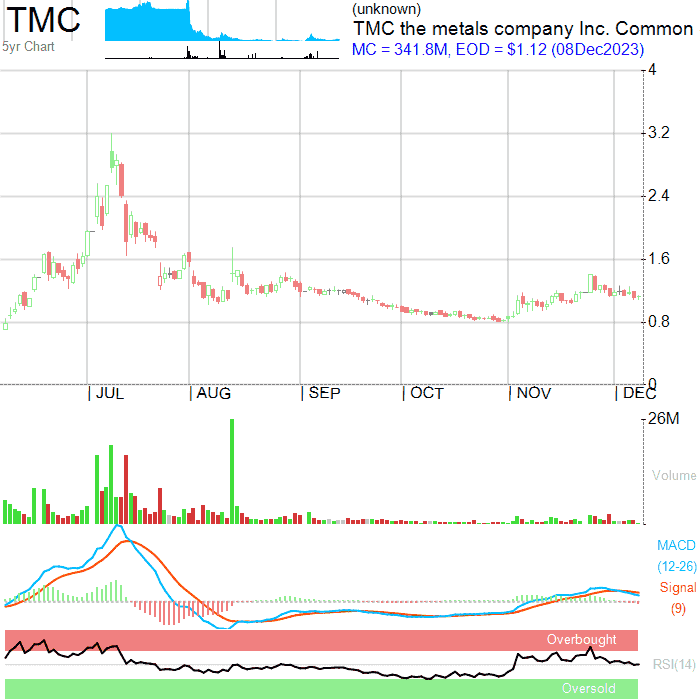 TMC
5yr Chart
(unknown)
TMC the metals company Inc. Common
MC = 341.8M, EOD = $1.12 (08Dec2023)
4
3.2
2.4
1.6
0.8
0
| JUL | AUG | SEP | OCT | NOV | DEC
26M
Volume
MACD
(12-26)
Signal
(9)
Overbought
RSI(14)
Oversold